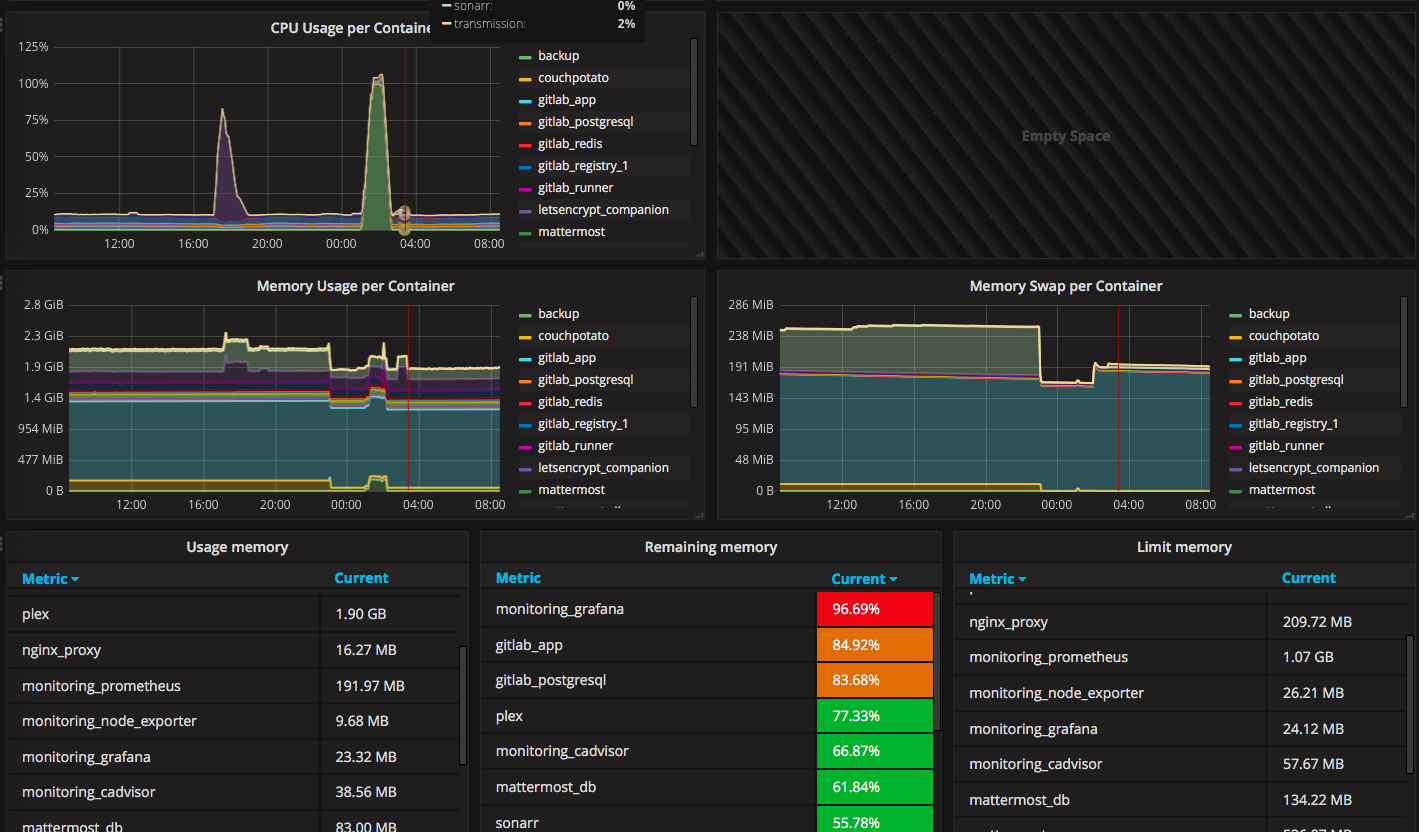 sonarr: 0%
transmission: 2%
CPU Usage per Containe
125%
100%
75%
50%
25%
0%
12:00 16:00 20:00 00:00 04:00 08:00
backup
couchpotato
gitlab_app
gitlab_postgresql
gitlab_redis
gitlab_registry_1
gitlab_runner
letsencrypt_companion
mattermost
Empty Space
Memory Usage per Container
2.8 GiB
2.3 GiB
1.9 GiB
1.4 GiB
954 MiB
477 MiB
0 B
12:00 16:00 20:00 00:00 04:00 08:00
backup
couchpotato
gitlab_app
gitlab_postgresql
gitlab_redis
gitlab_registry_1
gitlab_runner
letsencrypt_companion
mattermost
Memory Swap per Container
286 MiB
238 MiB
191 MiB
143 MiB
95 MiB
48 MiB
0 B
12:00 16:00 20:00 00:00 04:00 08:00
backup
couchpotato
gitlab_app
gitlab_postgresql
gitlab_redis
gitlab_registry_1
gitlab_runner
letsencrypt_companion
mattermost
Usage memory
Metric Current
plex 1.90 GB
nginx_proxy 16.27 MB
monitoring_prometheus 191.97 MB
monitoring_node_exporter 9.68 MB
monitoring_grafana 23.32 MB
monitoring_cadvisor 38.56 MB
mattermost_db 83.00 MB
Remaining memory
Metric Current
monitoring_grafana 96.69%
gitlab_app 84.92%
gitlab_postgresql 83.68%
plex 77.33%
monitoring_cadvisor 66.87%
mattermost_db 61.84%
sonarr 55.78%
Limit memory
Metric Current
nginx_proxy 209.72 MB
monitoring_prometheus 1.07 GB
monitoring_node_exporter 26.21 MB
monitoring_grafana 24.12 MB
monitoring_cadvisor 57.67 MB
mattermost_db 134.22 MB